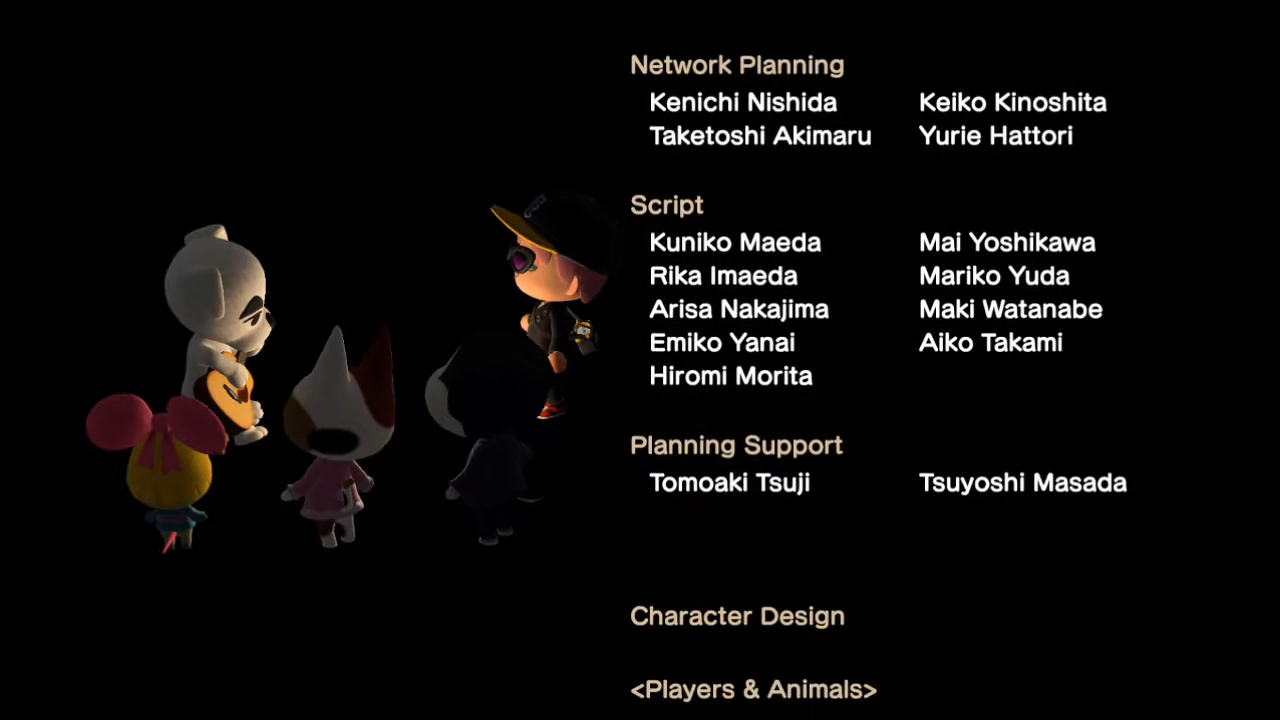 Network Planning
Kenichi Nishida Keiko Kinoshita
Taketoshi Akimaru Yurie Hattori
Script
Kuniko Maeda Mai Yoshikawa
Rika Imaeda Mariko Yuda
Arisa Nakajima Maki Watanabe
Emiko Yanai Aiko Takami
Hiromi Morita
Planning Support
Tomoaki Tsuji Tsuyoshi Masada
Character Design
<Players & Animals>